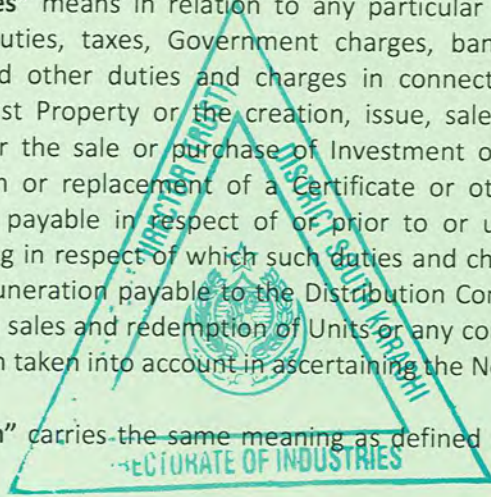 es" means in relation to any particular
uties, taxes, Government charges, ban
d other duties and charges in connect
st Property or the creation, issue, sale
r the sale or purchase of Investment o
n or replacement of a Certificate or ot
payable in respect of or prior to or u
g in respect of which such duties and ch
uneration payable to the Distribution Con
sales and redemption of Units or any co
n taken into account in ascertaining the N
n" carries the same meaning as defined
DIRECTOR (TRUST)
DISTRICT SOUTH KARACHI
ECTORATE OF INDUSTRIES